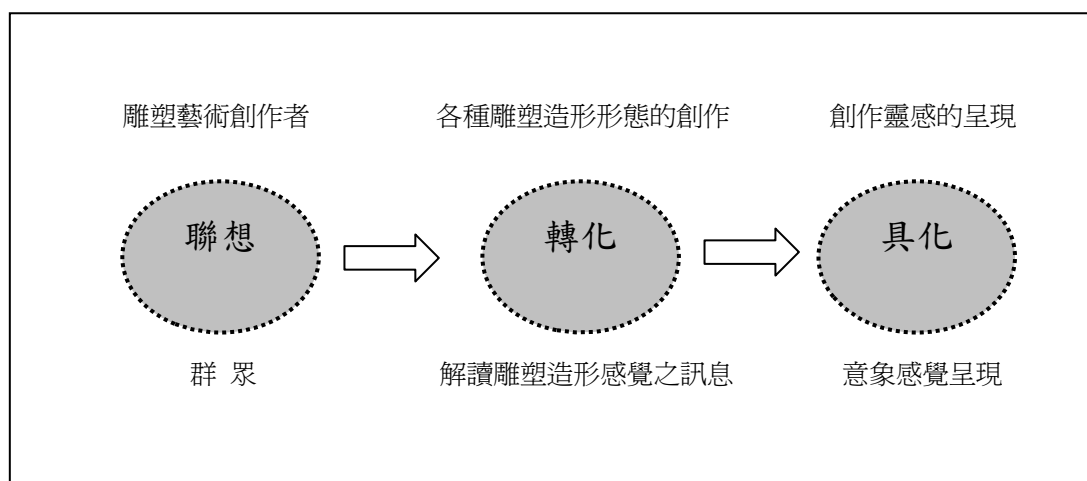 雕塑藝術創作者 各種雕塑造形形態的創作 創作靈感的呈現
聯想 轉化 具化
群 眾 解讀雕塑造形感覺之訊息 意象感覺呈現